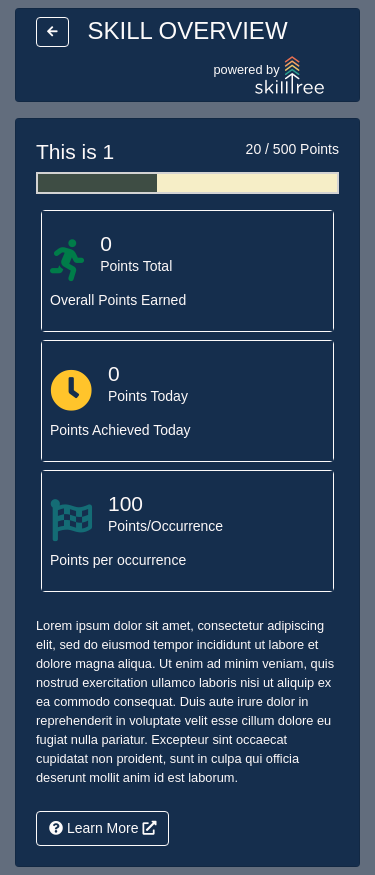 SKILL OVERVIEW
powered by
skilltree
This is 1
20 / 500 Points
0
Points Total
Overall Points Earned
0
Points Today
Points Achieved Today
100
Points/Occurrence
Points per occurrence
Lorem ipsum dolor sit amet, consectetur adipiscing
elit, sed do eiusmod tempor incididunt ut labore et
dolore magna aliqua. Ut enim ad minim veniam, quis
nostrud exercitation ullamco laboris nisi ut aliquip ex
ea commodo consequat. Duis aute irure dolor in
reprehenderit in voluptate velit esse cillum dolore eu
fugiat nulla pariatur. Excepteur sint occaecat
cupidatat non proident, sunt in culpa qui officia
deserunt mollit anim id est laborum.
Learn More